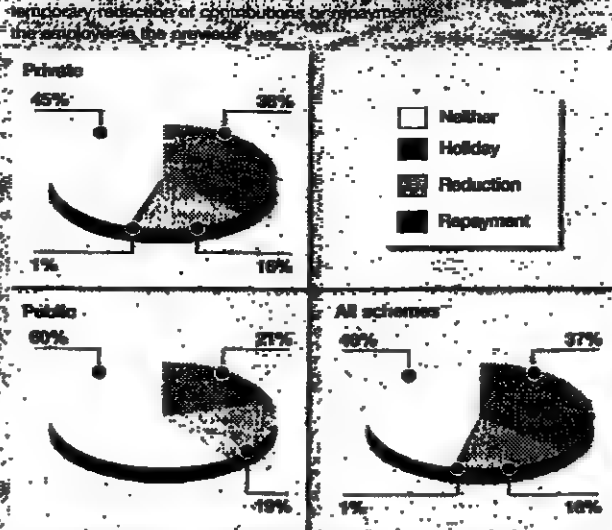 temporary reduction of contributions or repayment to
the employer in the previous year
Private
45% 38%
Neither
Holiday
Reduction
Repayment
1% 16%
Public
60% 21%
19%
All schemes
46% 37%
1% 16%